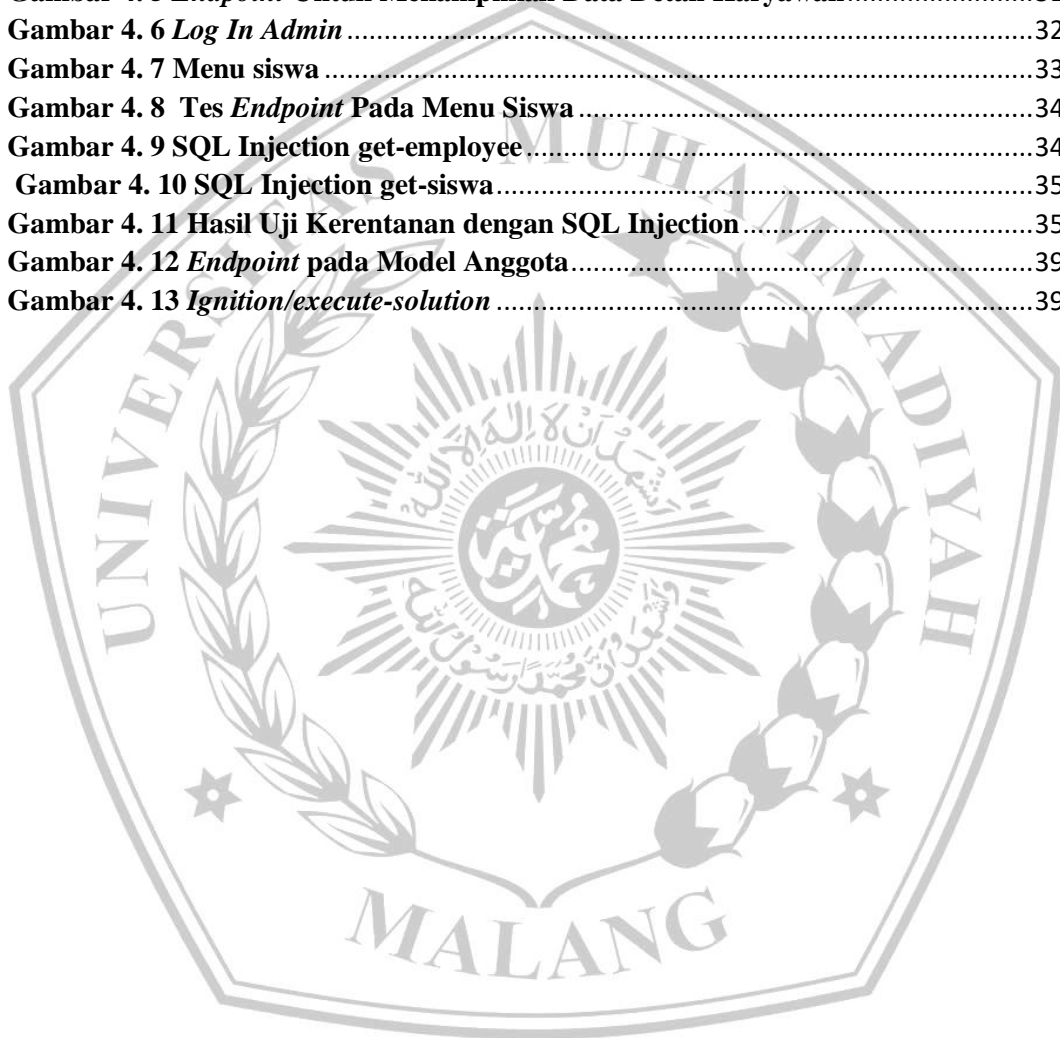 Gambar 4. 6 Log In Admin ........ 32
Gambar 4. 7 Menu siswa ........ 33
Gambar 4. 8  Tes Endpoint Pada Menu Siswa ........ 34
Gambar 4. 9 SQL Injection get-employee ........ 34
Gambar 4. 10 SQL Injection get-siswa ........ 35
Gambar 4. 11 Hasil Uji Kerentanan dengan SQL Injection ........ 35
Gambar 4. 12 Endpoint pada Model Anggota ........ 39
Gambar 4. 13 Ignition/execute-solution ........ 39
UNIVERSITAS MUHAMMADIYAH
MALANG